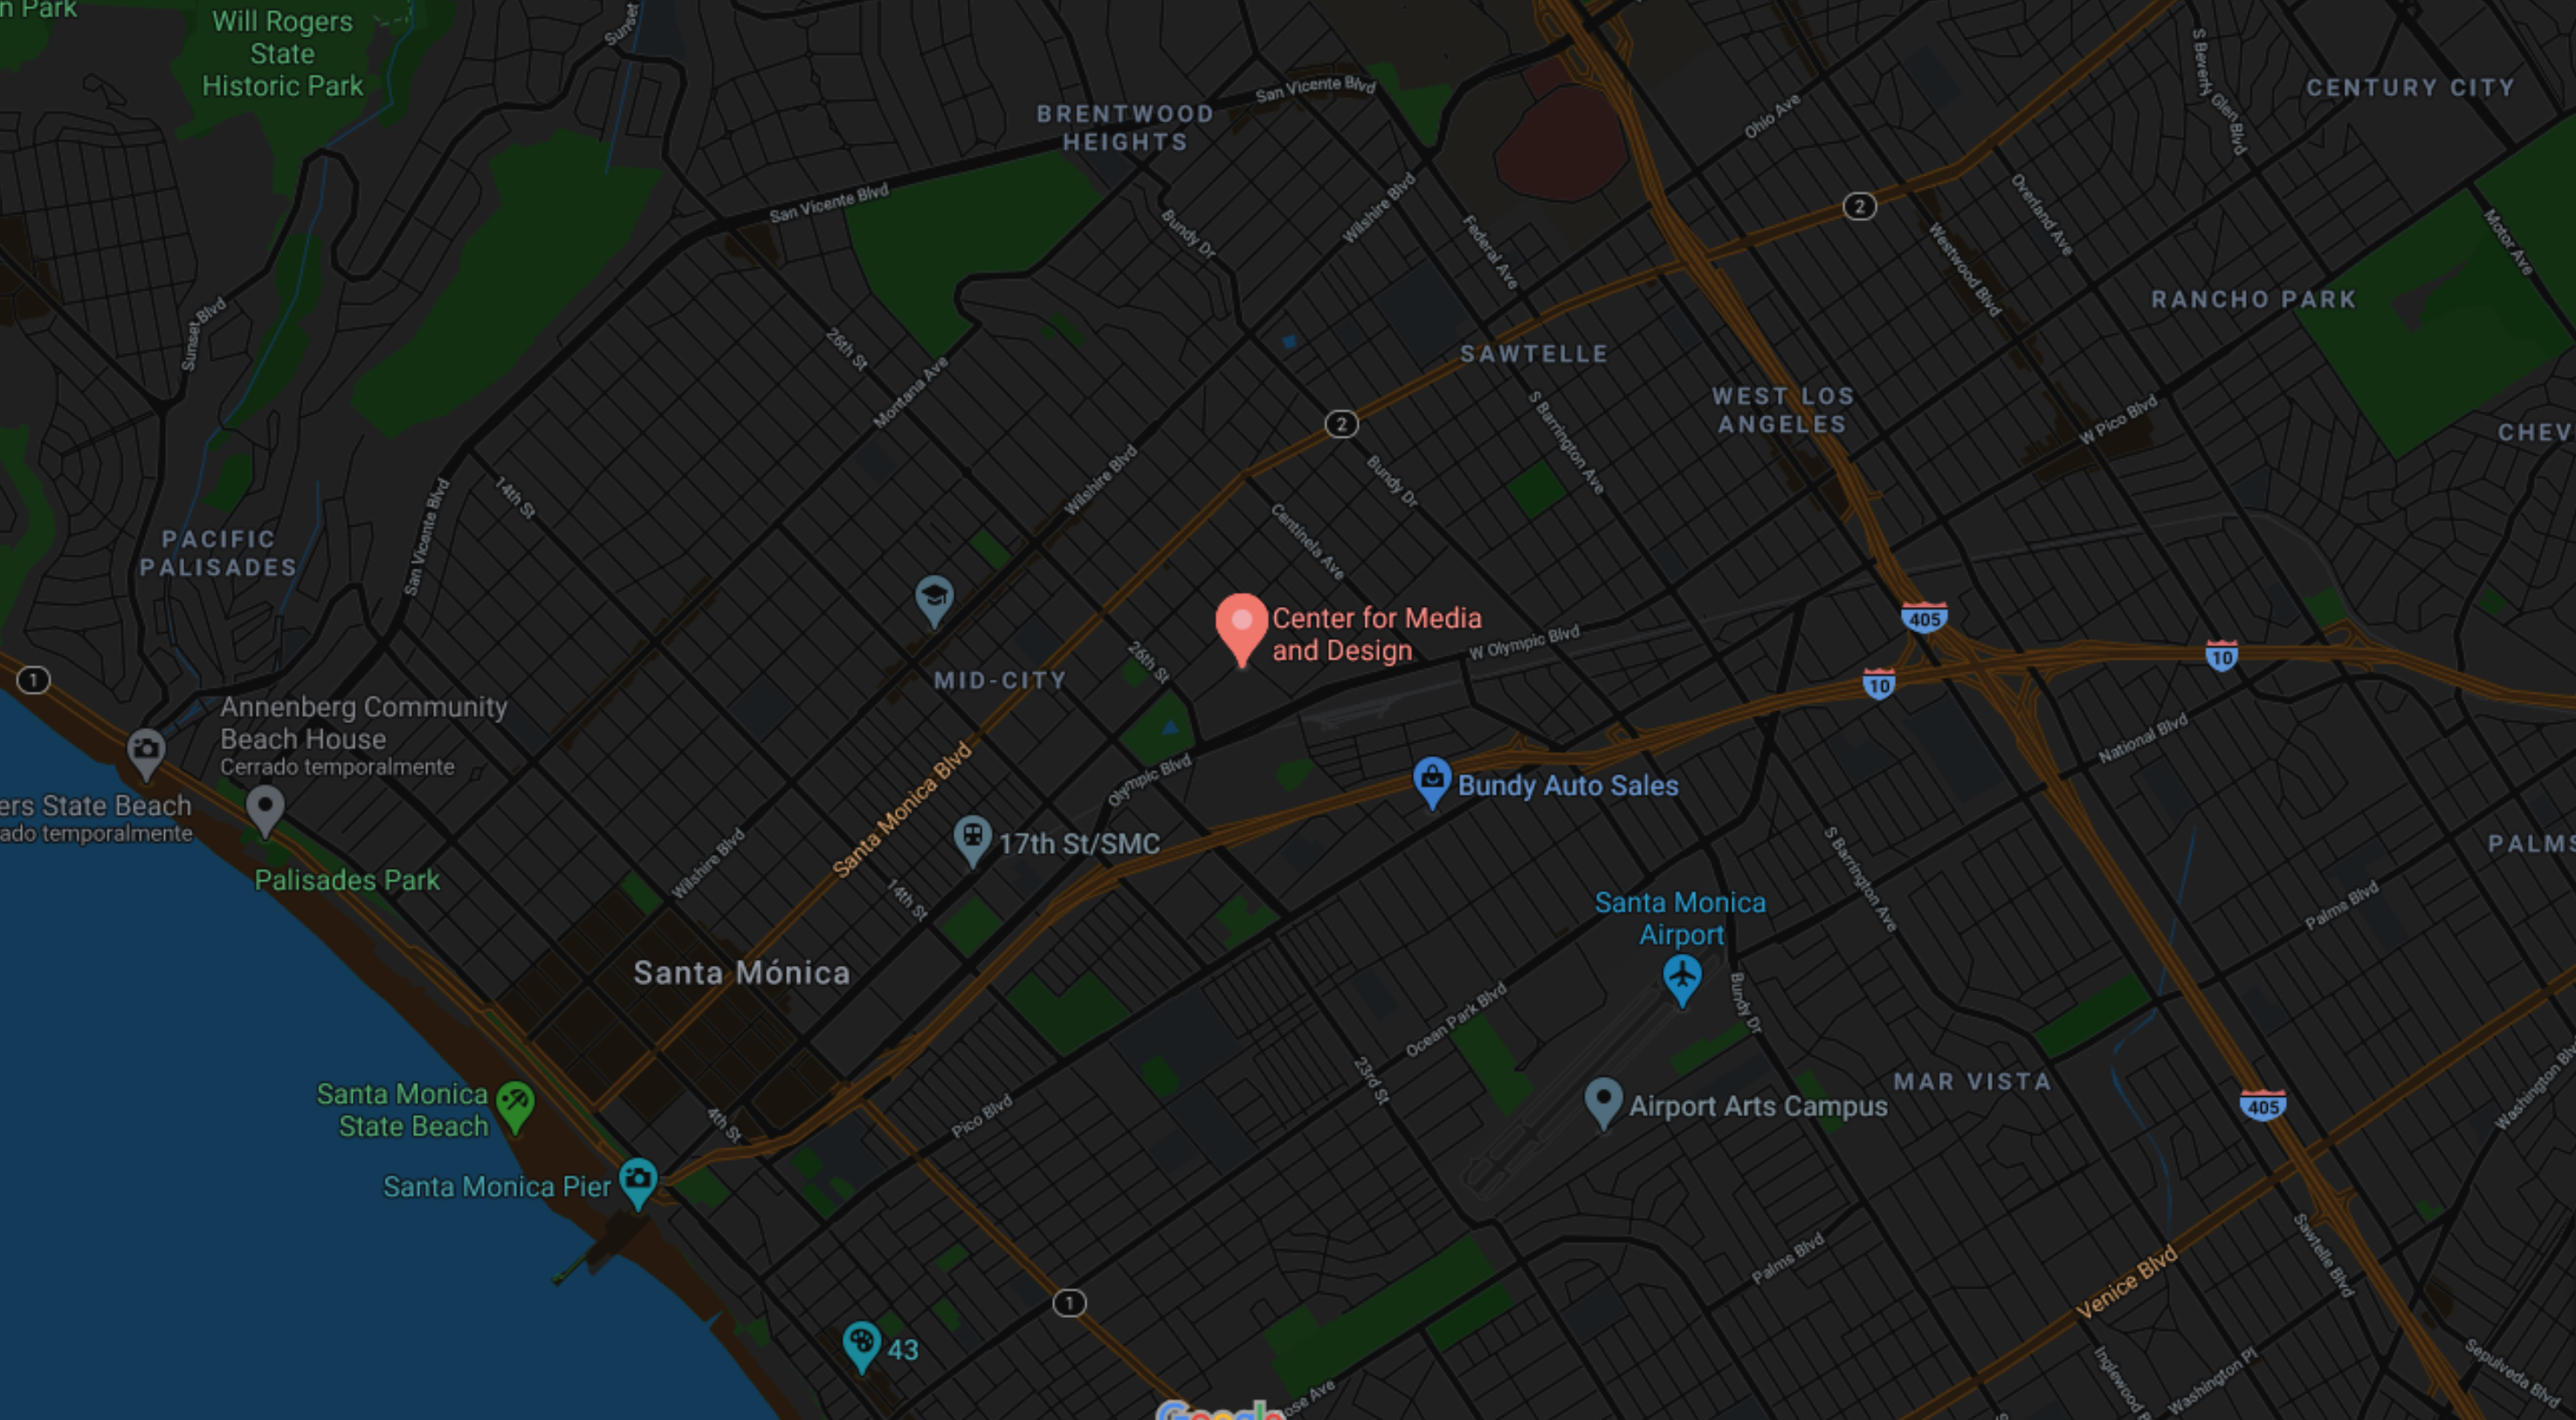 n Park
Will Rogers
State
Historic Park
Sunset
San Vicente Blvd
BRENTWOOD
HEIGHTS
S Beverly Glen Blvd
CENTURY CITY
Ohio Ave
San Vicente Blvd
Bundy Dr
Wilshire Blvd
Federal Ave
2
Westwood Blvd
Overland Ave
Motor Ave
RANCHO PARK
Sunset Blvd
26th St
Montana Ave
SAWTELLE
WEST LOS
ANGELES
S Barrington Ave
W Pico Blvd
CHEV
2
Bundy Dr
Wilshire Blvd
14th St
San Vicente Blvd
Centinela Ave
PACIFIC
PALISADES
Center for Media
and Design
W Olympic Blvd
405
10
10
26th St
MID-CITY
1
Annenberg Community
Beach House
Cerrado temporalmente
National Blvd
Olympic Blvd
Santa Monica Blvd
Bundy Auto Sales
ers State Beach
ado temporalmente
17th St/SMC
Wilshire Blvd
14th St
S Barrington Ave
PALMS
Palisades Park
Santa Monica
Airport
Palms Blvd
Santa Mónica
Ocean Park Blvd
Bundy Dr
23rd St
MAR VISTA
Santa Monica
State Beach
4th St
Pico Blvd
Airport Arts Campus
405
Washington Blv
Santa Monica Pier
Palms Blvd
Venice Blvd
Sawtelle Blvd
1
43
Inglewood B
Washington Pl
Sepulveda Blvd
ose Ave
S
Google